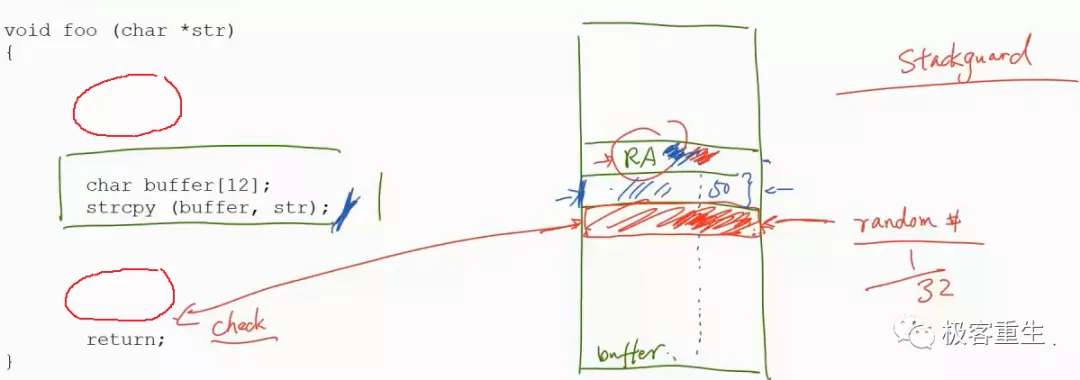 void foo (char *str)
{
Stackguard
RA
char buffer[12];
50
strcpy (buffer, str);
random #
1
32
check
return;
buffer.
极客重生
}